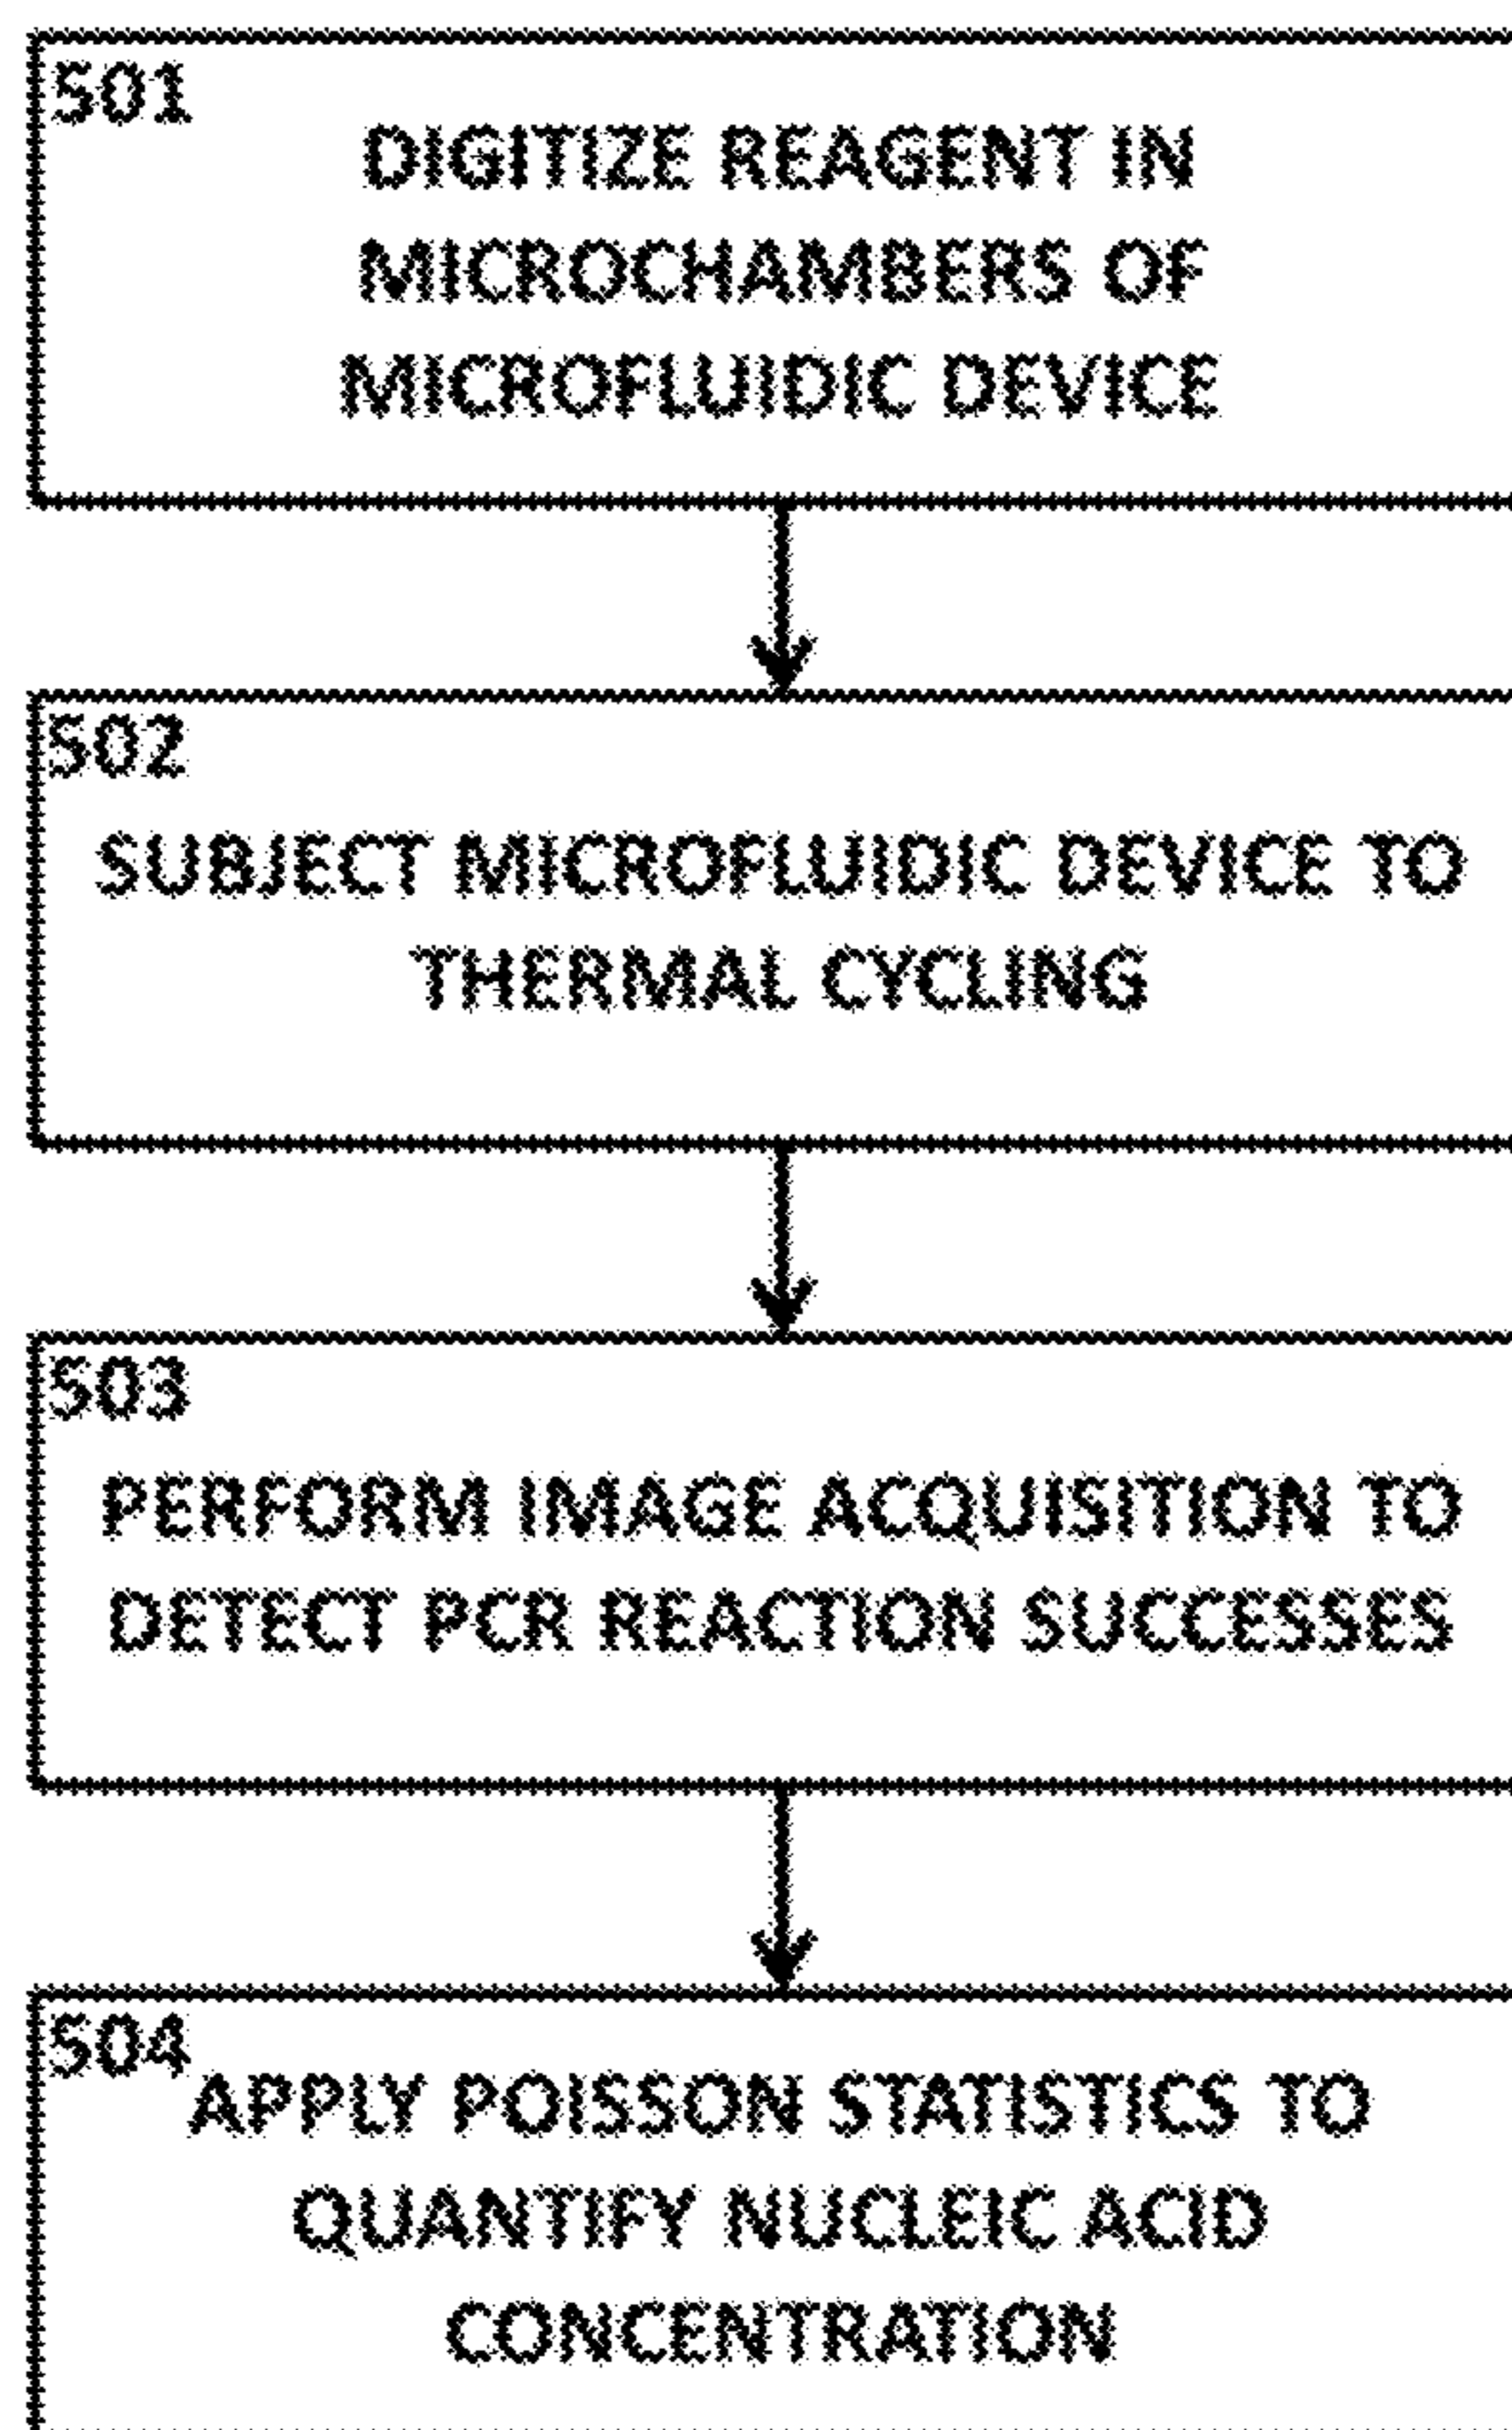 501
DIGITIZE REAGENT IN
MICROCHAMBERS OF
MICROFLUIDIC DEVICE
502
SUBJECT MICROFLUIDIC DEVICE TO
THERMAL CYCLING
503
PERFORM IMAGE ACQUISITION TO
DETECT PCR REACTION SUCCESSES
504
APPLY POISSON STATISTICS TO
QUANTIFY NUCLEIC ACID
CONCENTRATION